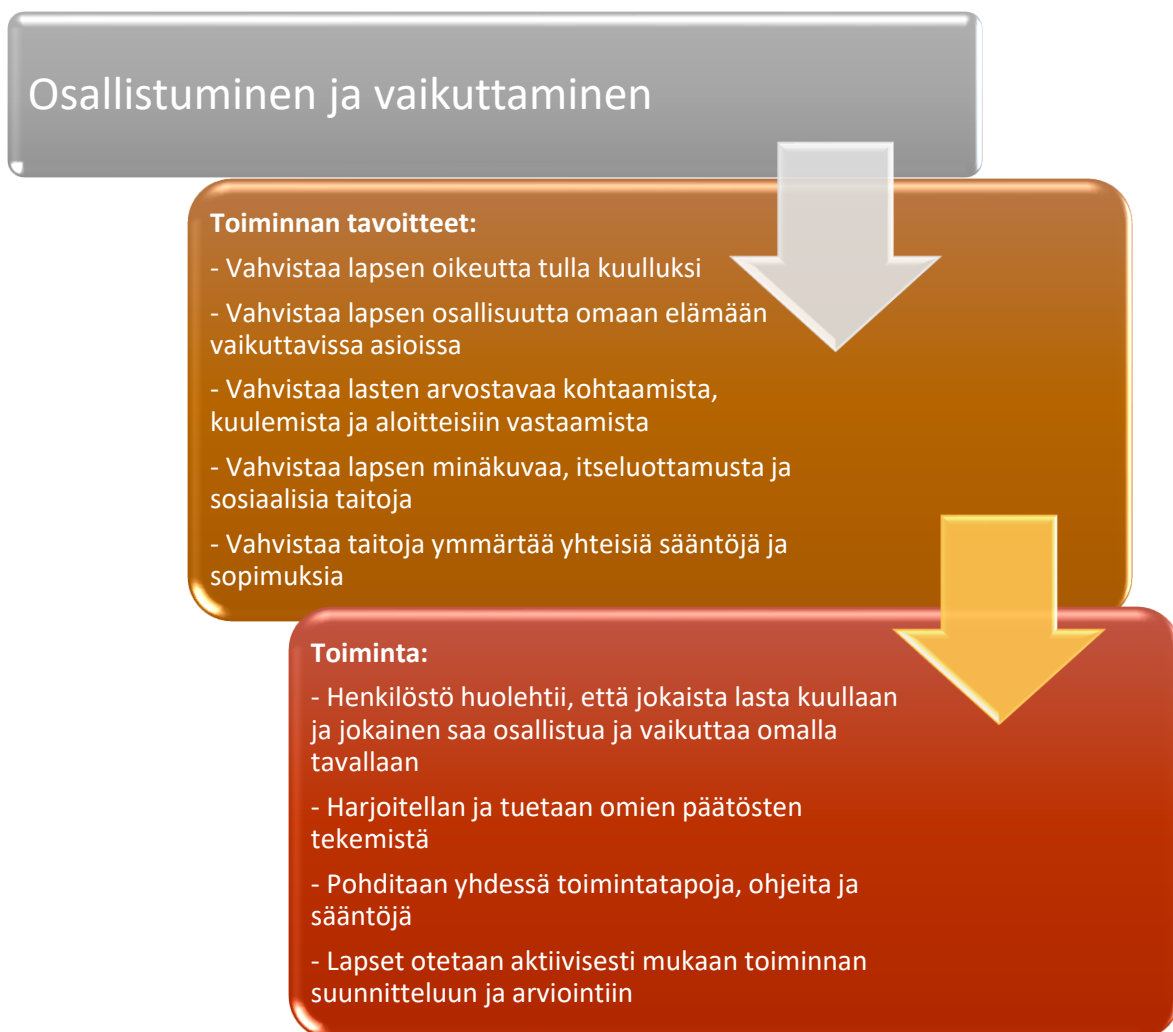 Osallistuminen ja vaikuttaminen
Toiminnan tavoitteet:
- Vahvistaa lapsen oikeutta tulla kuulluksi
- Vahvistaa lapsen osallisuutta omaan elämään
vaikuttavissa asioissa
- Vahvistaa lasten arvostavaa kohtaamista,
kuulemista ja aloitteisiin vastaamista
- Vahvistaa lapsen minäkuvaa, itseluottamusta ja
sosiaalisia taitoja
- Vahvistaa taitoja ymmärtää yhteisiä sääntöjä ja
sopimuksia
Toiminta:
- Henkilöstö huolehtii, että jokaista lasta kuullaan
ja jokainen saa osallistua ja vaikuttaa omalla
tavallaan
- Harjoitellan ja tuetaan omien päätösten
tekemistä
- Pohditaan yhdessä toimintatapoja, ohjeita ja
sääntöjä
- Lapset otetaan aktiivisesti mukaan toiminnan
suunnitteluun ja arviointiin